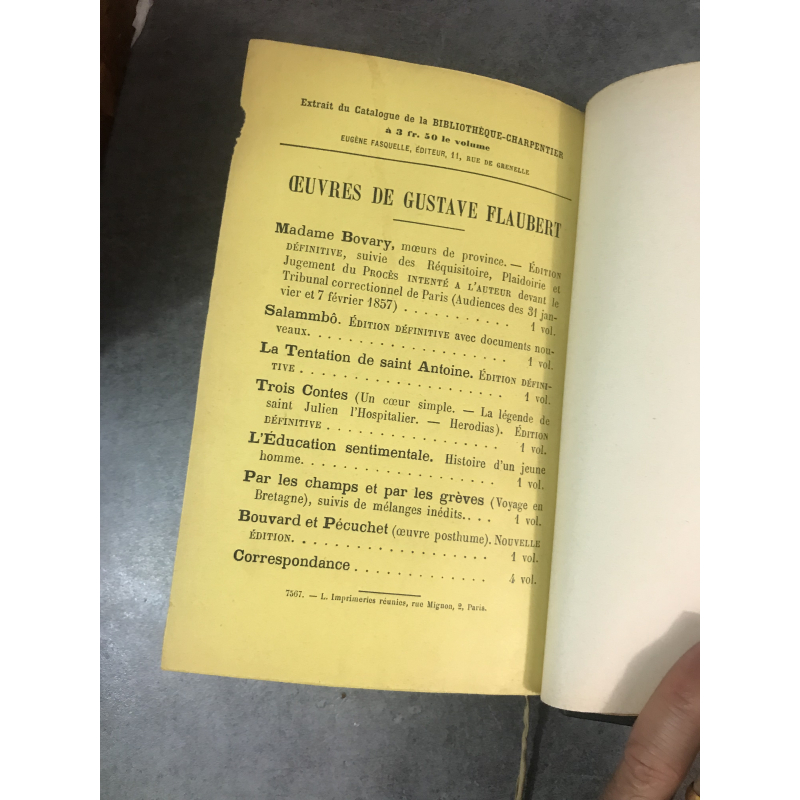 Extrait du Catalogue de la BIBLIOTHÈQUE-CHARPENTIER
à 3 fr. 50 le volume
EUGÈNE FASQUELLE, ÉDITEUR, 11, RUE DE GRENELLE
ŒUVRES DE GUSTAVE FLAUBERT
Madame Bovary, mœurs de province. — ÉDITION
DÉFINITIVE, suivie des Réquisitoire, Plaidoirie et
Jugement du PROCÈS INTENTÉ A L'AUTEUR devant le
Tribunal correctionnel de Paris (Audiences des 31 jan-
vier et 7 février 1857) . . . . . . . . . . . 1 vol.
Salammbô. ÉDITION DÉFINITIVE avec documents nou-
veaux. . . . . . . . . . . . . . . . . . . 1 vol.
La Tentation de saint Antoine. ÉDITION DÉFINI-
TIVE . . . . . . . . . . . . . . . . . . . 1 vol.
Trois Contes (Un cœur simple. — La légende de
saint Julien l'Hospitalier. — Herodias). ÉDITION
DÉFINITIVE . . . . . . . . . . . . . . . . 1 vol.
L'Éducation sentimentale. Histoire d'un jeune
homme. . . . . . . . . . . . . . . . . . . 1 vol.
Par les champs et par les grèves (Voyage en
Bretagne), suivis de mélanges inédits. . . . 1 vol.
Bouvard et Pécuchet (œuvre posthume). NOUVELLE
ÉDITION. . . . . . . . . . . . . . . . . . 1 vol.
Correspondance . . . . . . . . . . . . . 4 vol.
7567. — L. Imprimeries réunies, rue Mignon, 2, Paris.